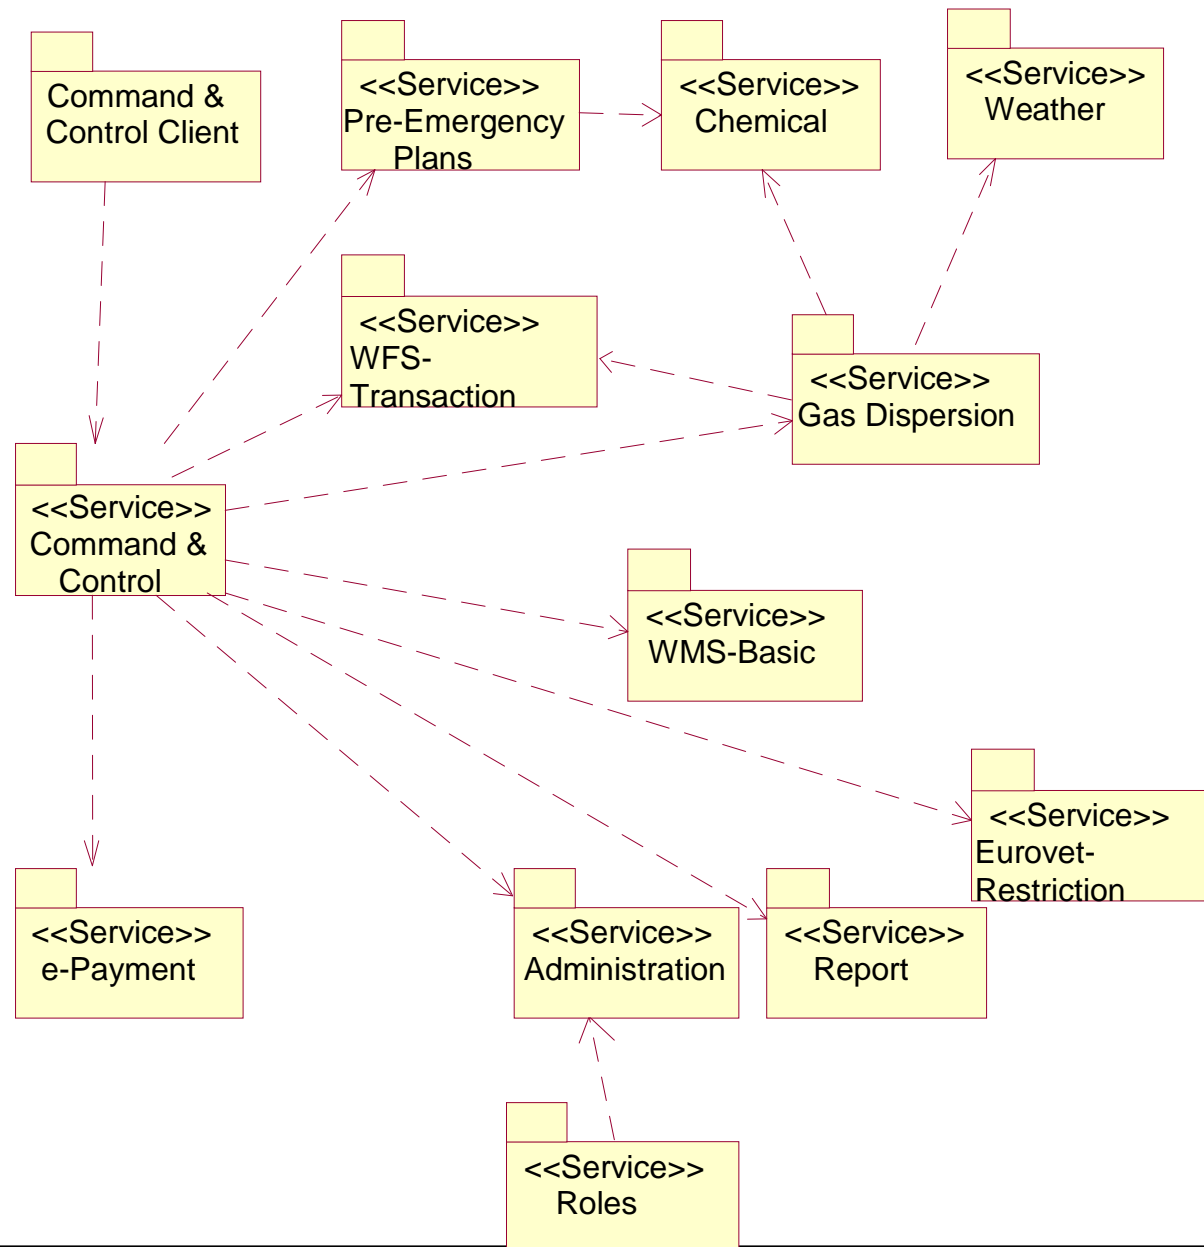 Command &
Control Client
<<Service>>
Pre-Emergency
Plans
<<Service>>
Chemical
<<Service>>
Weather
<<Service>>
WFS-
Transaction
<<Service>>
Gas Dispersion
<<Service>>
Command &
Control
<<Service>>
WMS-Basic
<<Service>>
Eurovet-
Restriction
<<Service>>
e-Payment
<<Service>>
Administration
<<Service>>
Report
<<Service>>
Roles